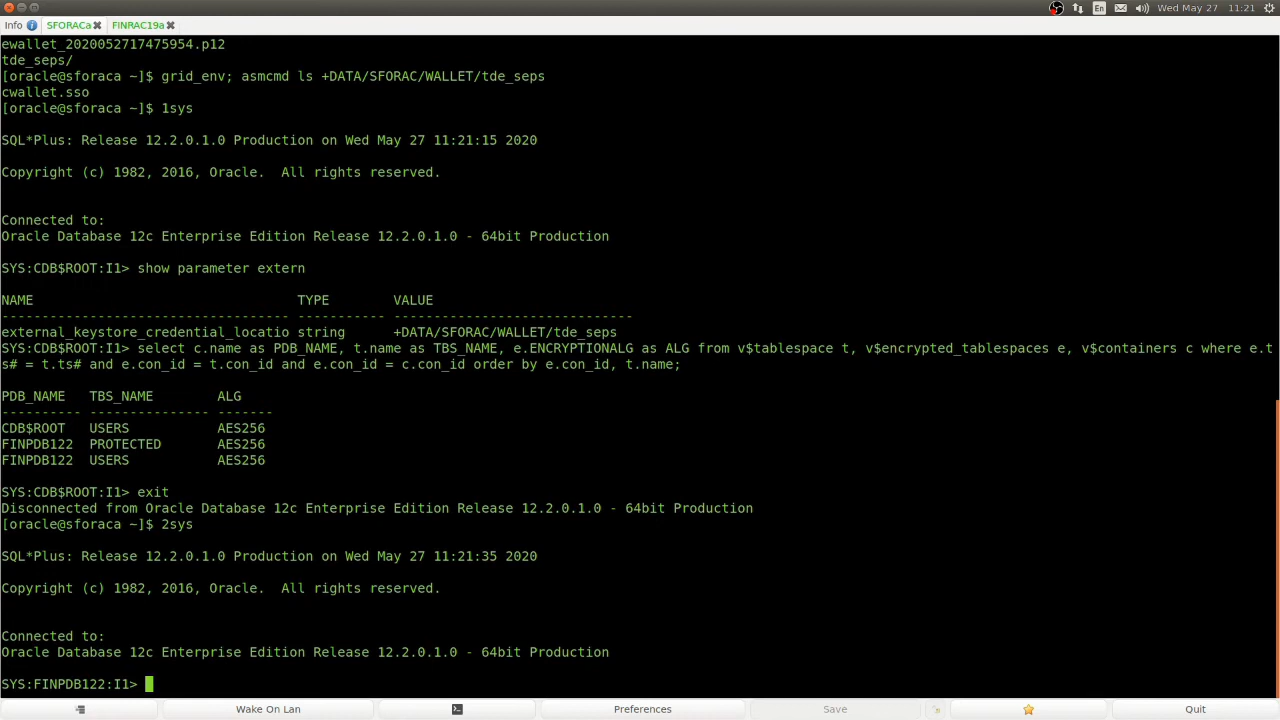 En Wed May 27 11:21
Info SFORACa FINRAC19a
ewallet_2020052717475954.p12
tde_seps/
[oracle@sforaca ~]$ grid_env; asmcmd ls +DATA/SFORAC/WALLET/tde_seps
cwallet.sso
[oracle@sforaca ~]$ 1sys
SQL*Plus: Release 12.2.0.1.0 Production on Wed May 27 11:21:15 2020
Copyright (c) 1982, 2016, Oracle.  All rights reserved.
Connected to:
Oracle Database 12c Enterprise Edition Release 12.2.0.1.0 - 64bit Production
SYS:CDB$ROOT:I1> show parameter extern
NAME                                 TYPE        VALUE
------------------------------------ ----------- ------------------------------
external_keystore_credential_locatio string      +DATA/SFORAC/WALLET/tde_seps
SYS:CDB$ROOT:I1> select c.name as PDB_NAME, t.name as TBS_NAME, e.ENCRYPTIONALG as ALG from v$tablespace t, v$encrypted_tablespaces e, v$containers c where e.t
s# = t.ts# and e.con_id = t.con_id and e.con_id = c.con_id order by e.con_id, t.name;
PDB_NAME   TBS_NAME        ALG
---------- --------------- -------
CDB$ROOT   USERS           AES256
FINPDB122  PROTECTED       AES256
FINPDB122  USERS           AES256
SYS:CDB$ROOT:I1> exit
Disconnected from Oracle Database 12c Enterprise Edition Release 12.2.0.1.0 - 64bit Production
[oracle@sforaca ~]$ 2sys
SQL*Plus: Release 12.2.0.1.0 Production on Wed May 27 11:21:35 2020
Copyright (c) 1982, 2016, Oracle.  All rights reserved.
Connected to:
Oracle Database 12c Enterprise Edition Release 12.2.0.1.0 - 64bit Production
SYS:FINPDB122:I1>
Wake On Lan Preferences Save Quit